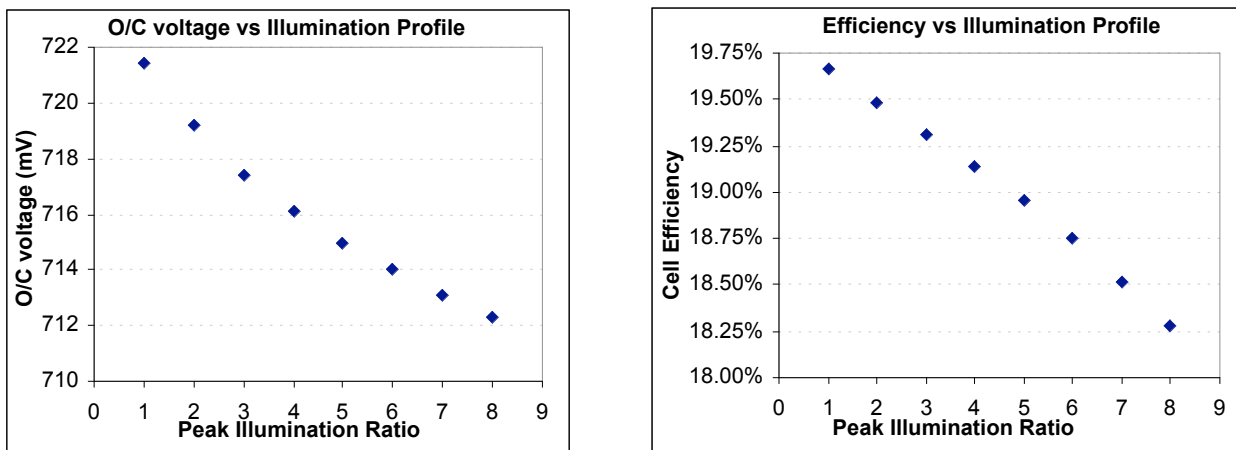 O/C voltage vs Illumination Profile
722
720
718
716
714
712
710
O/C voltage (mV)
0 1 2 3 4 5 6 7 8 9
Peak Illumination Ratio
Efficiency vs Illumination Profile
19.75%
19.50%
19.25%
19.00%
18.75%
18.50%
18.25%
18.00%
Cell Efficiency
0 1 2 3 4 5 6 7 8 9
Peak Illumination Ratio